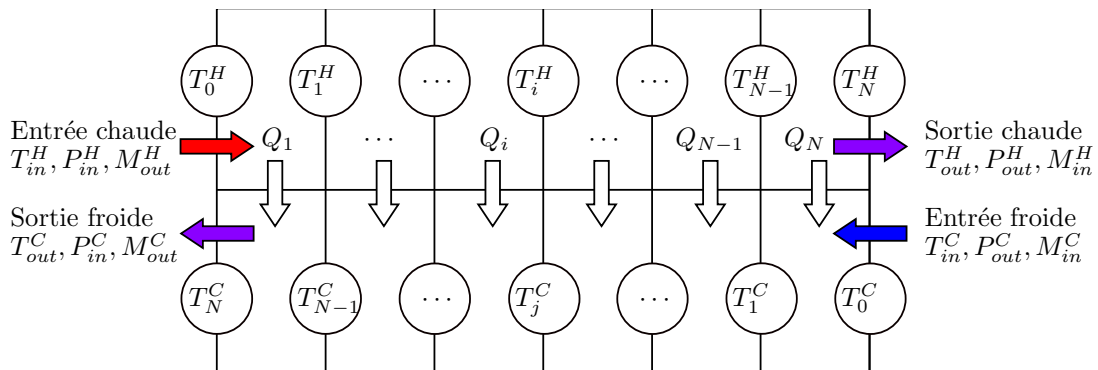 T_0^H T_1^H ⋯ T_i^H ⋯ T_{N−1}^H T_N^H
Entrée chaude
T_{in}^H, P_{in}^H, M_{out}^H
Q_1 ⋯ Q_i ⋯ Q_{N−1} Q_N
Sortie chaude
T_{out}^H, P_{out}^H, M_{in}^H
Sortie froide
T_{out}^C, P_{in}^C, M_{out}^C
Entrée froide
T_{in}^C, P_{out}^C, M_{in}^C
T_N^C T_{N−1}^C ⋯ T_j^C ⋯ T_1^C T_0^C